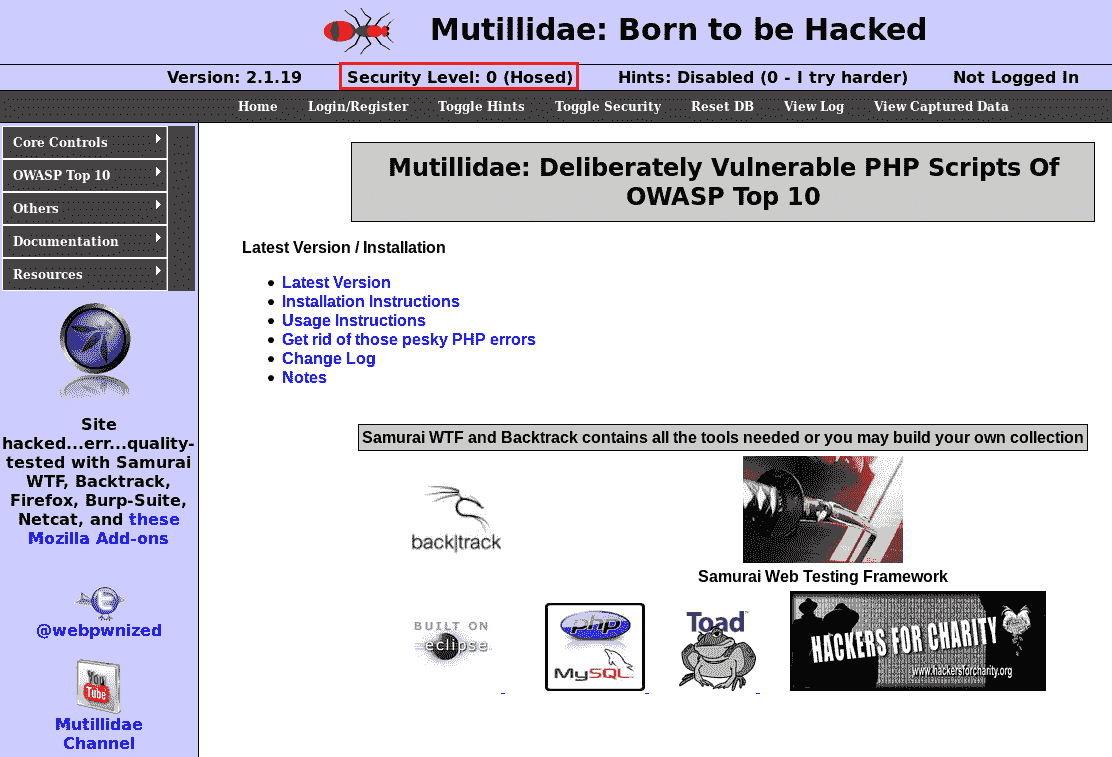 Mutillidae: Born to be Hacked
Version: 2.1.19 Security Level: 0 (Hosed) Hints: Disabled (0 - I try harder) Not Logged In
Home Login/Register Toggle Hints Toggle Security Reset DB View Log View Captured Data
Core Controls
OWASP Top 10
Others
Documentation
Resources
Site
hacked...err...quality-
tested with Samurai
WTF, Backtrack,
Firefox, Burp-Suite,
Netcat, and these
Mozilla Add-ons
@webpwnized
You
Tube
Mutillidae
Channel
Mutillidae: Deliberately Vulnerable PHP Scripts Of
OWASP Top 10
Latest Version / Installation
• Latest Version
• Installation Instructions
• Usage Instructions
• Get rid of those pesky PHP errors
• Change Log
• Notes
Samurai WTF and Backtrack contains all the tools needed or you may build your own collection
back|track
Samurai Web Testing Framework
BUILT ON
eclipse
php
MySQL
Toad
HACKERS FOR CHARITY
www.hackersforcharity.org